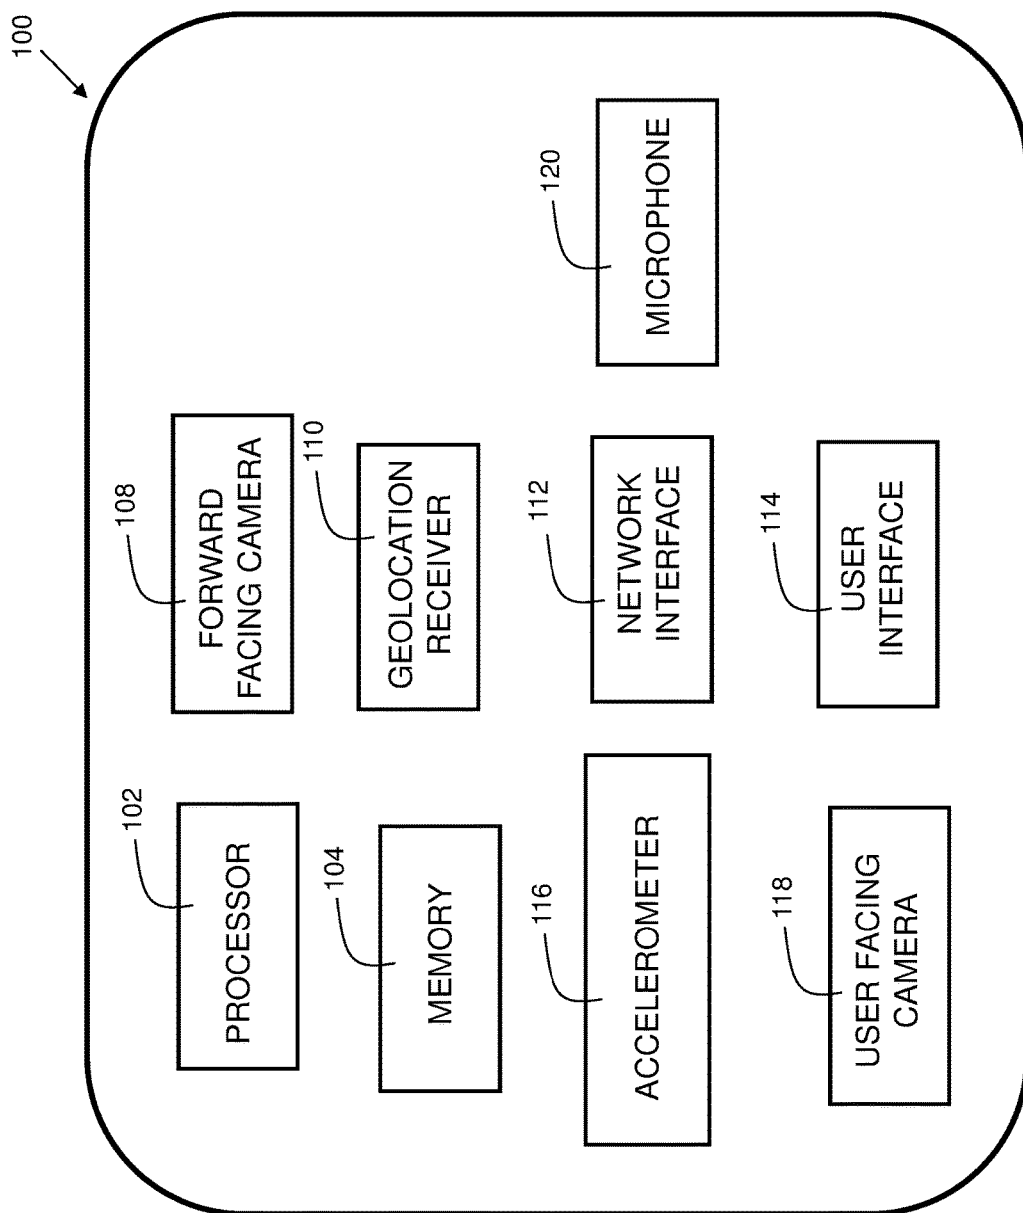 100
102
PROCESSOR
108
FORWARD
FACING CAMERA
104
MEMORY
110
GEOLOCATION
RECEIVER
116
ACCELEROMETER
112
NETWORK
INTERFACE
120
MICROPHONE
118
USER FACING
CAMERA
114
USER
INTERFACE